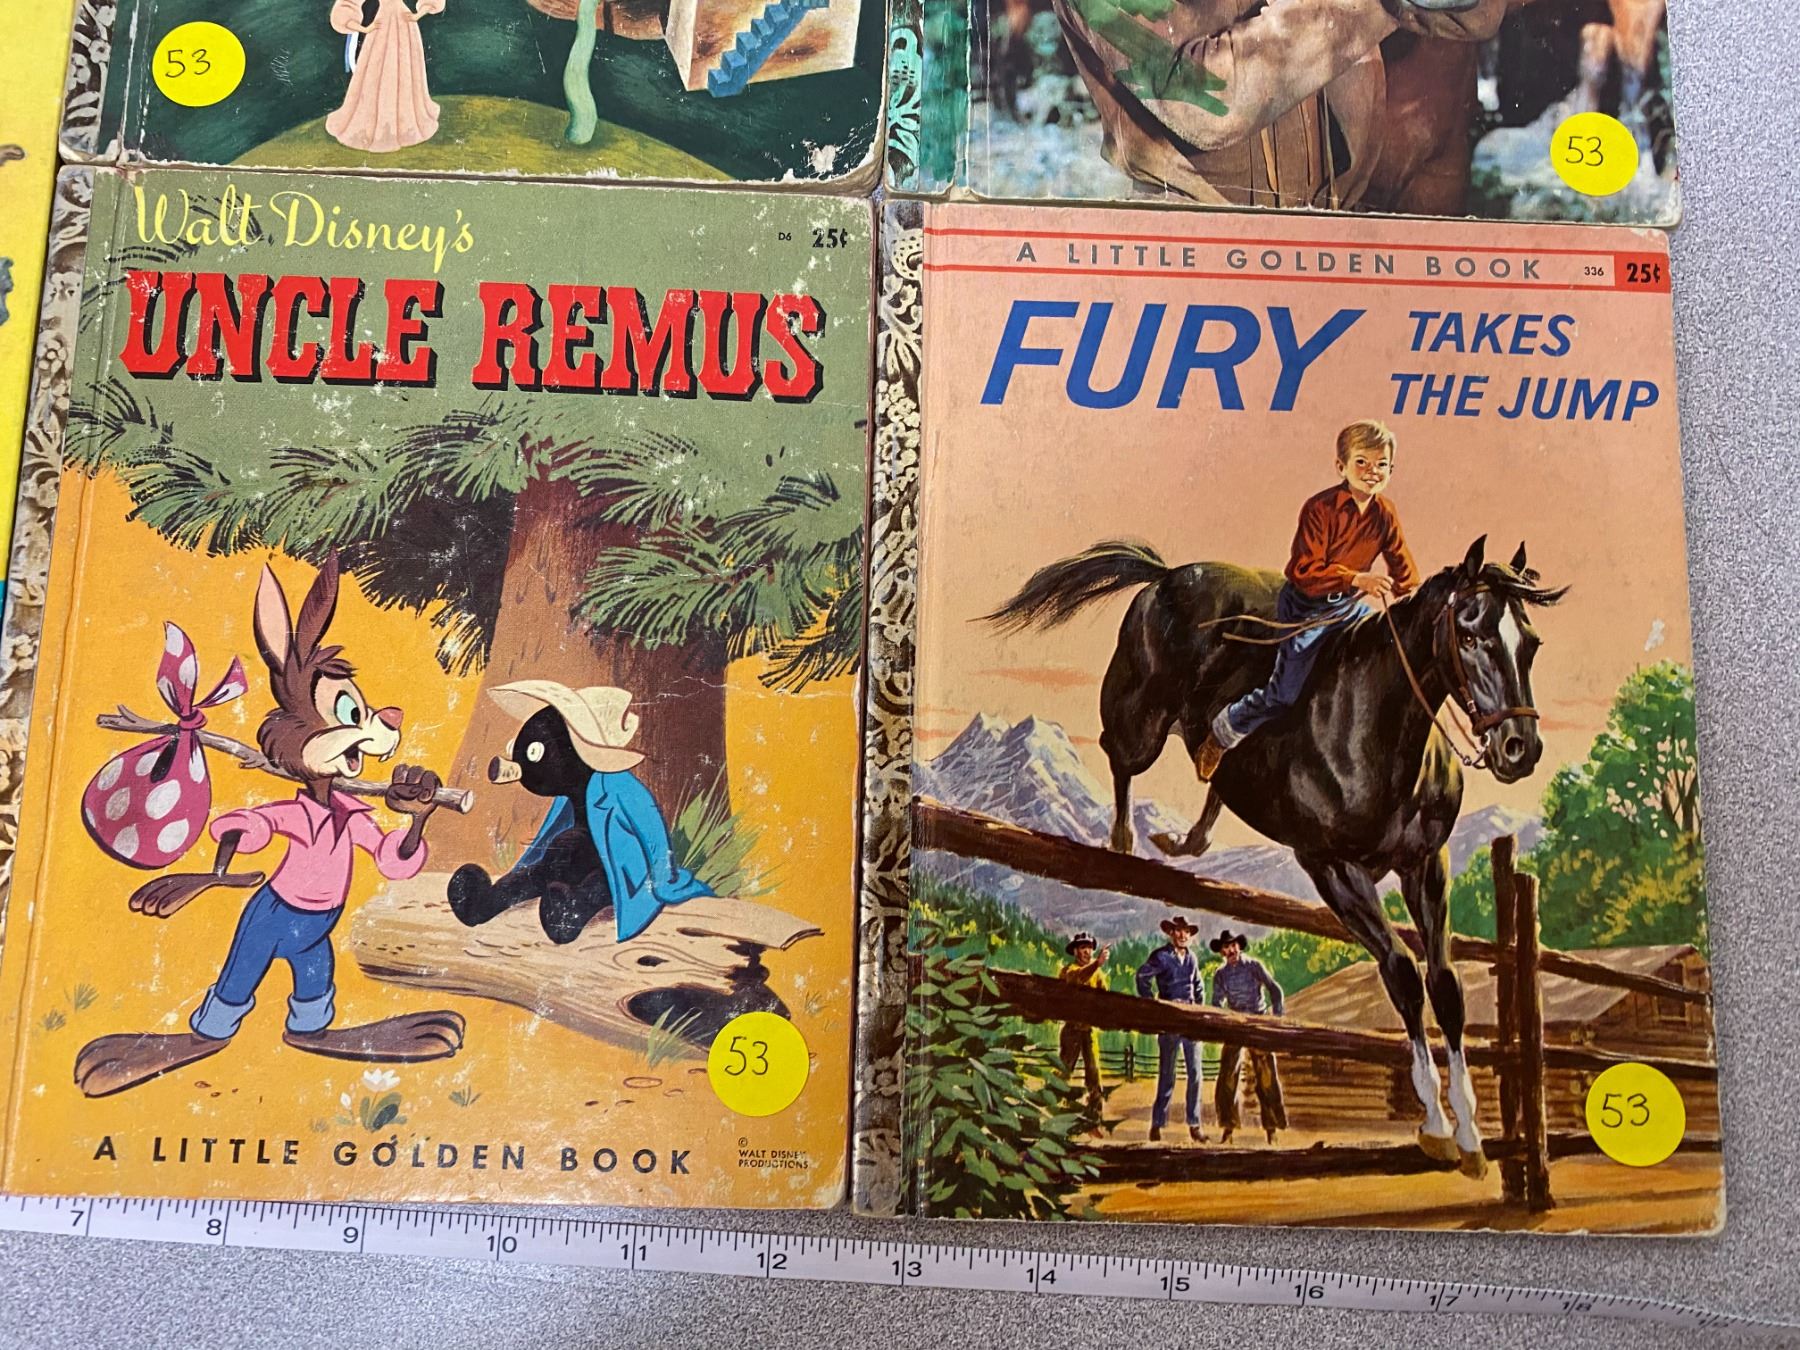 53
53
Walt Disney's
D6 25¢
UNCLE REMUS
53
A LITTLE GOLDEN BOOK
©
WALT DISNEY
PRODUCTIONS
A LITTLE GOLDEN BOOK 336 25¢
FURY TAKES
THE JUMP
53
7 8 9 10 11 12 13 14 15 16 17 18